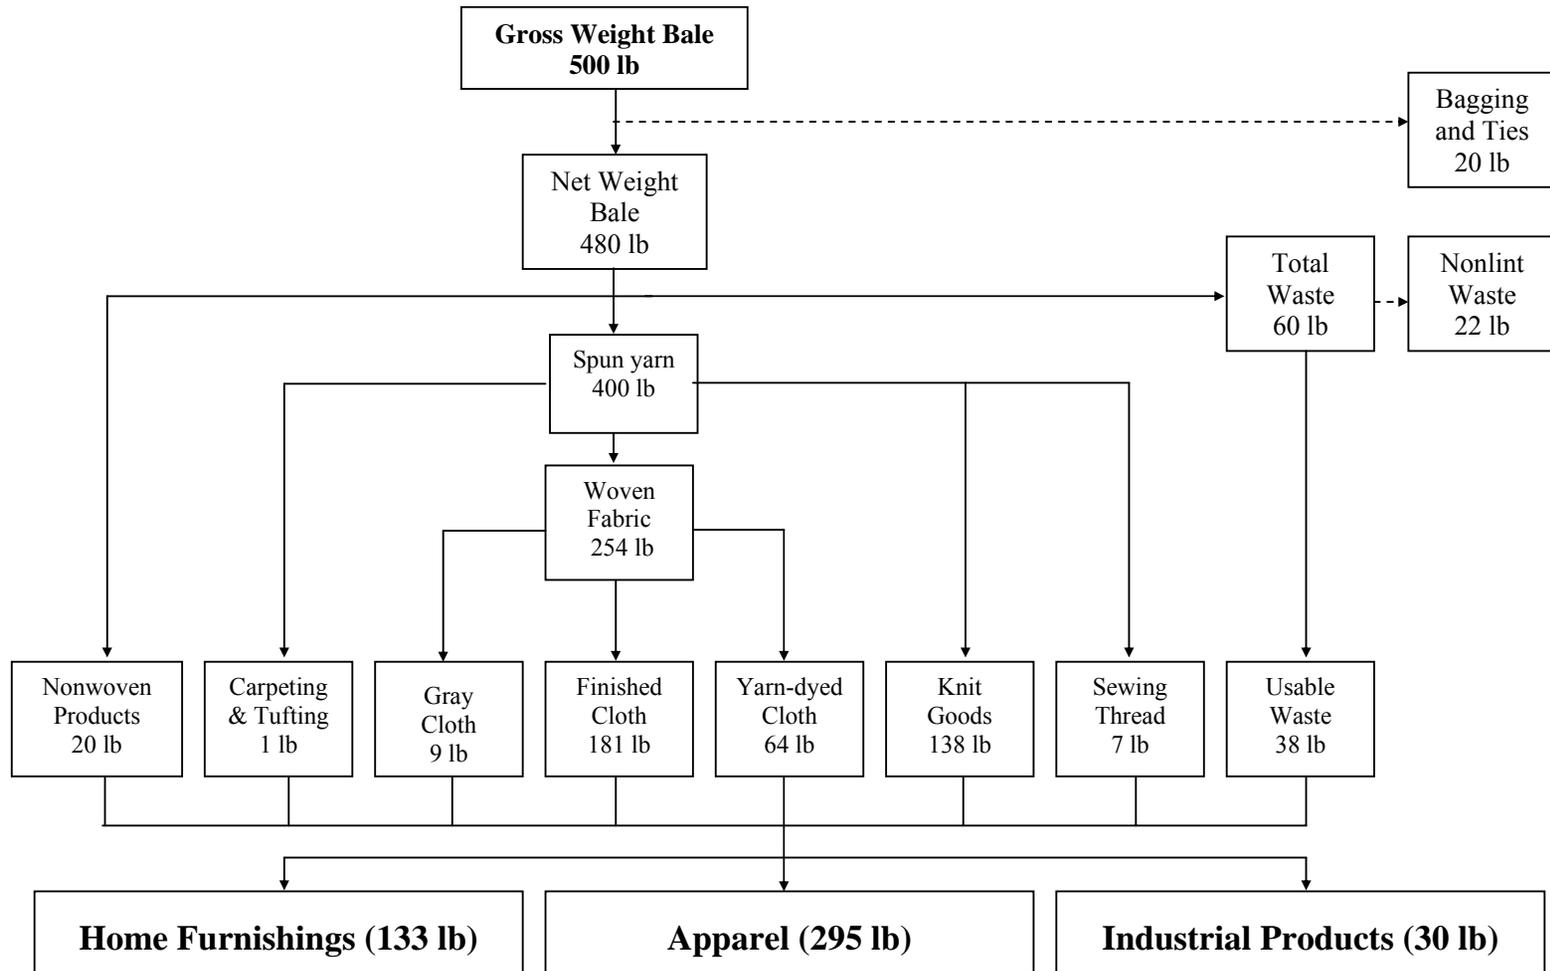 Gross Weight Bale
500 lb
Bagging
and Ties
20 lb
Net Weight
Bale
480 lb
Total
Waste
60 lb
Nonlint
Waste
22 lb
Spun yarn
400 lb
Woven
Fabric
254 lb
Nonwoven
Products
20 lb
Carpeting
& Tufting
1 lb
Gray
Cloth
9 lb
Finished
Cloth
181 lb
Yarn-dyed
Cloth
64 lb
Knit
Goods
138 lb
Sewing
Thread
7 lb
Usable
Waste
38 lb
Home Furnishings (133 lb)
Apparel (295 lb)
Industrial Products (30 lb)